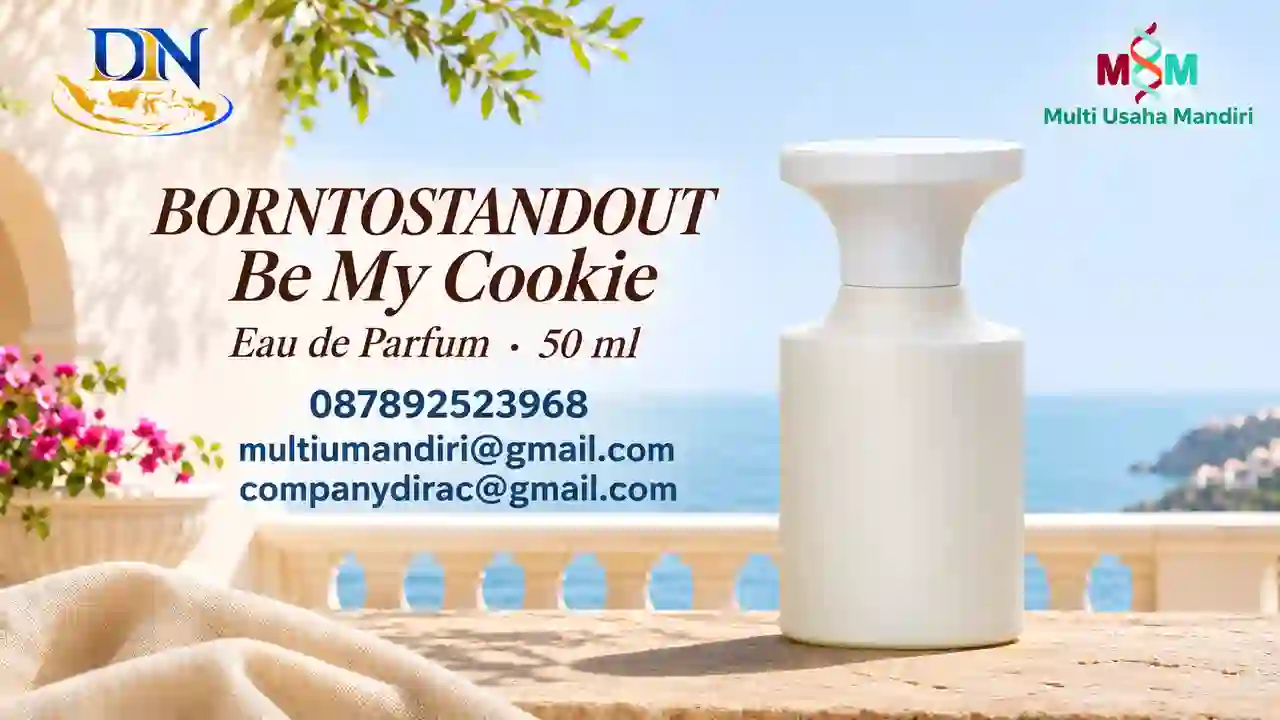 DIN
MSM
Multi Usaha Mandiri
BORNTOSTANDOUT
Be My Cookie
Eau de Parfum · 50 ml
087892523968
multiumandiri@gmail.com
companydirac@gmail.com